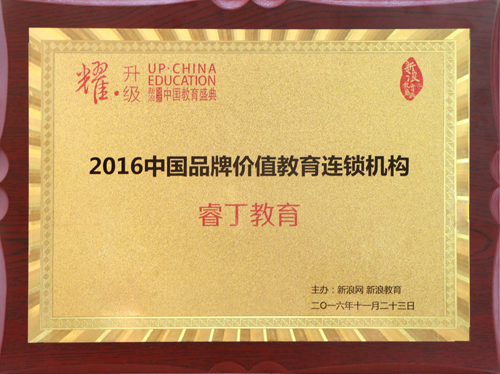 耀·升级
UP·CHINA
EDUCATION
中国教育盛典
新浪
2016中国品牌价值教育连锁机构
睿丁教育
主办：新浪网 新浪教育
二〇一六年十一月二十三日